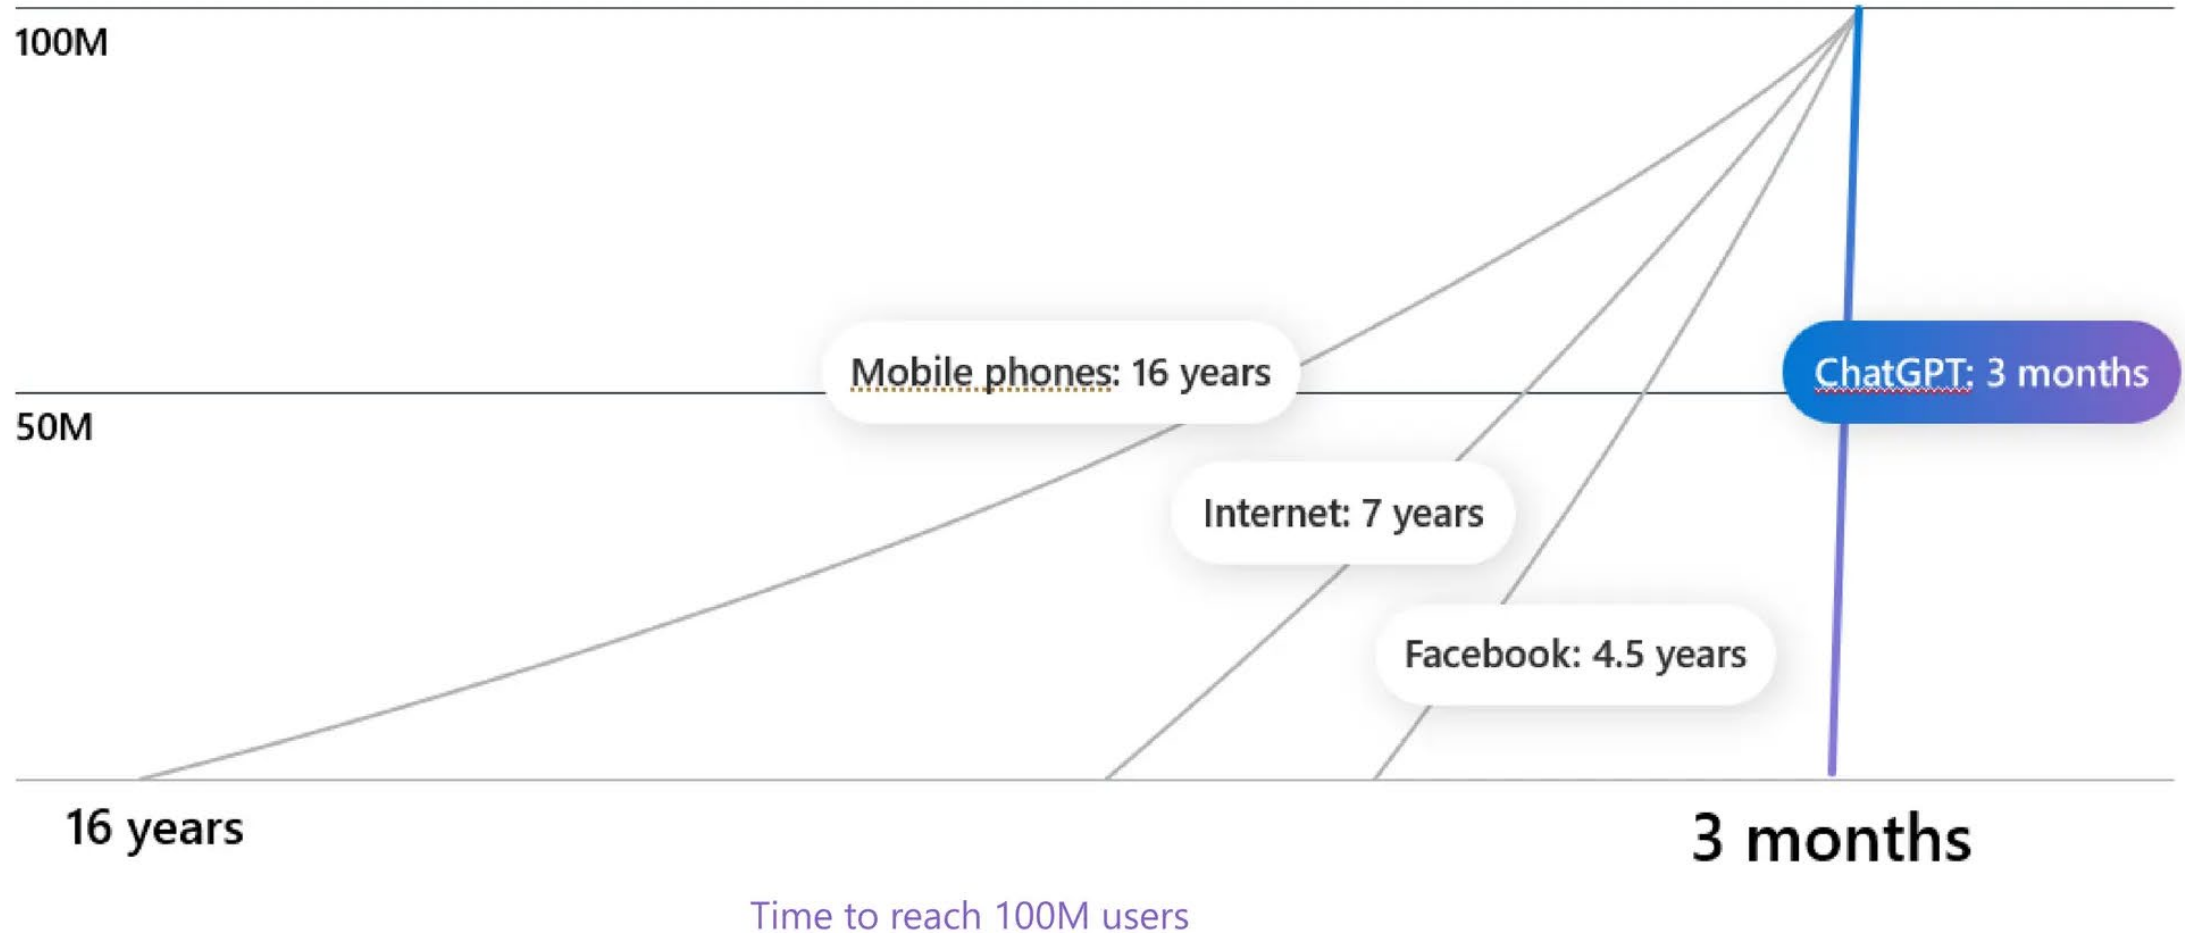 100M
Mobile phones: 16 years
ChatGPT: 3 months
50M
Internet: 7 years
Facebook: 4.5 years
16 years
3 months
Time to reach 100M users